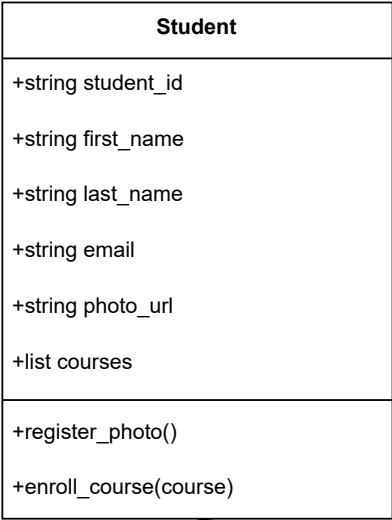 Student
+string student_id
+string first_name
+string last_name
+string email
+string photo_url
+list courses
+register_photo()
+enroll_course(course)